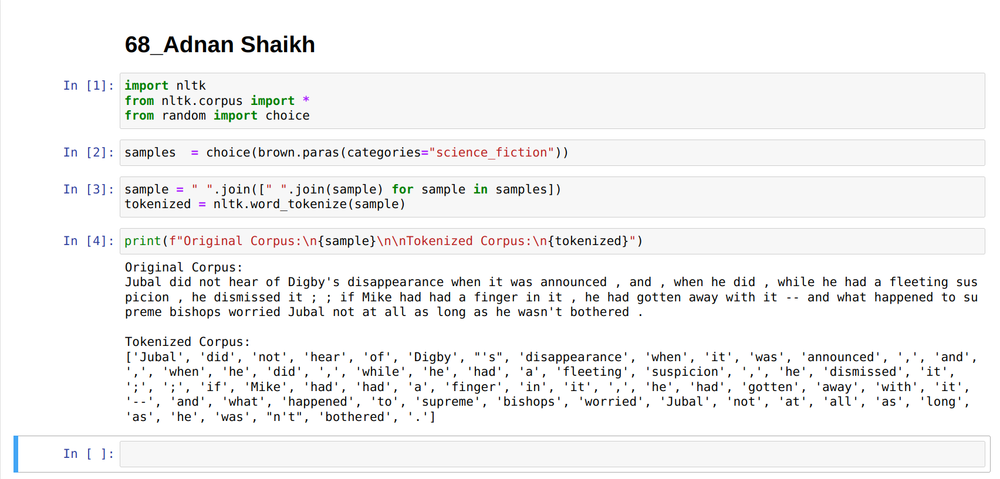 68_Adnan Shaikh
In [1]: import nltk
from nltk.corpus import *
from random import choice
In [2]: samples  = choice(brown.paras(categories="science_fiction"))
In [3]: sample = " ".join([" ".join(sample) for sample in samples])
tokenized = nltk.word_tokenize(sample)
In [4]: print(f"Original Corpus:\n{sample}\n\nTokenized Corpus:\n{tokenized}")
Original Corpus:
Jubal did not hear of Digby's disappearance when it was announced , and , when he did , while he had a fleeting sus
picion , he dismissed it ; ; if Mike had had a finger in it , he had gotten away with it -- and what happened to su
preme bishops worried Jubal not at all as long as he wasn't bothered .
Tokenized Corpus:
['Jubal', 'did', 'not', 'hear', 'of', 'Digby', "'s", 'disappearance', 'when', 'it', 'was', 'announced', ',', 'and',
',', 'when', 'he', 'did', ',', 'while', 'he', 'had', 'a', 'fleeting', 'suspicion', ',', 'he', 'dismissed', 'it',
';', ';', 'if', 'Mike', 'had', 'had', 'a', 'finger', 'in', 'it', ',', 'he', 'had', 'gotten', 'away', 'with', 'it',
'--', 'and', 'what', 'happened', 'to', 'supreme', 'bishops', 'worried', 'Jubal', 'not', 'at', 'all', 'as', 'long',
'as', 'he', 'was', "n't", 'bothered', '.']
In [ ]: